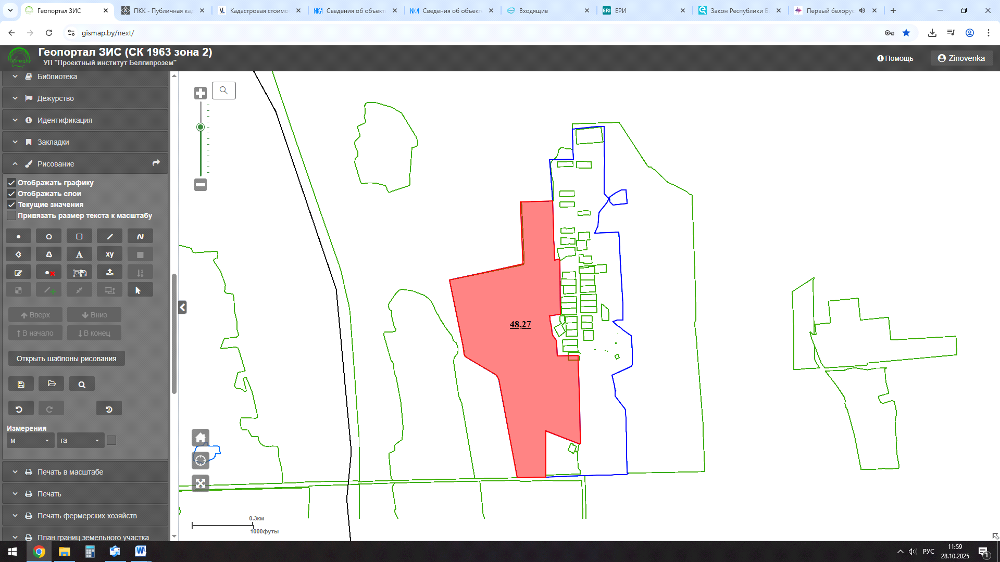 Геопортал ЗИС
ПКК - Публичная ка
Кадастровая стоимо
Сведения об объект
Сведения об объект
Входящие
ERI ЕРИ
Закон Республики Б
Первый белорус
gismap.by/next/
Геопортал ЗИС (СК 1963 зона 2)
УП "Проектный институт Белгипрозем"
Помощь
Zinovenka
Библиотека
Дежурство
Идентификация
Закладки
Рисование
Отображать графику
Отображать слои
Текущие значения
Привязать размер текста к масштабу
A
xy
Вверх
Вниз
В начало
В конец
Открыть шаблоны рисования
Измерения
м
га
Печать в масштабе
Печать
Печать фермерских хозяйств
План границ земельного участка
48,27
0.3км
1000футы
РУС
11:59
28.10.2025
1